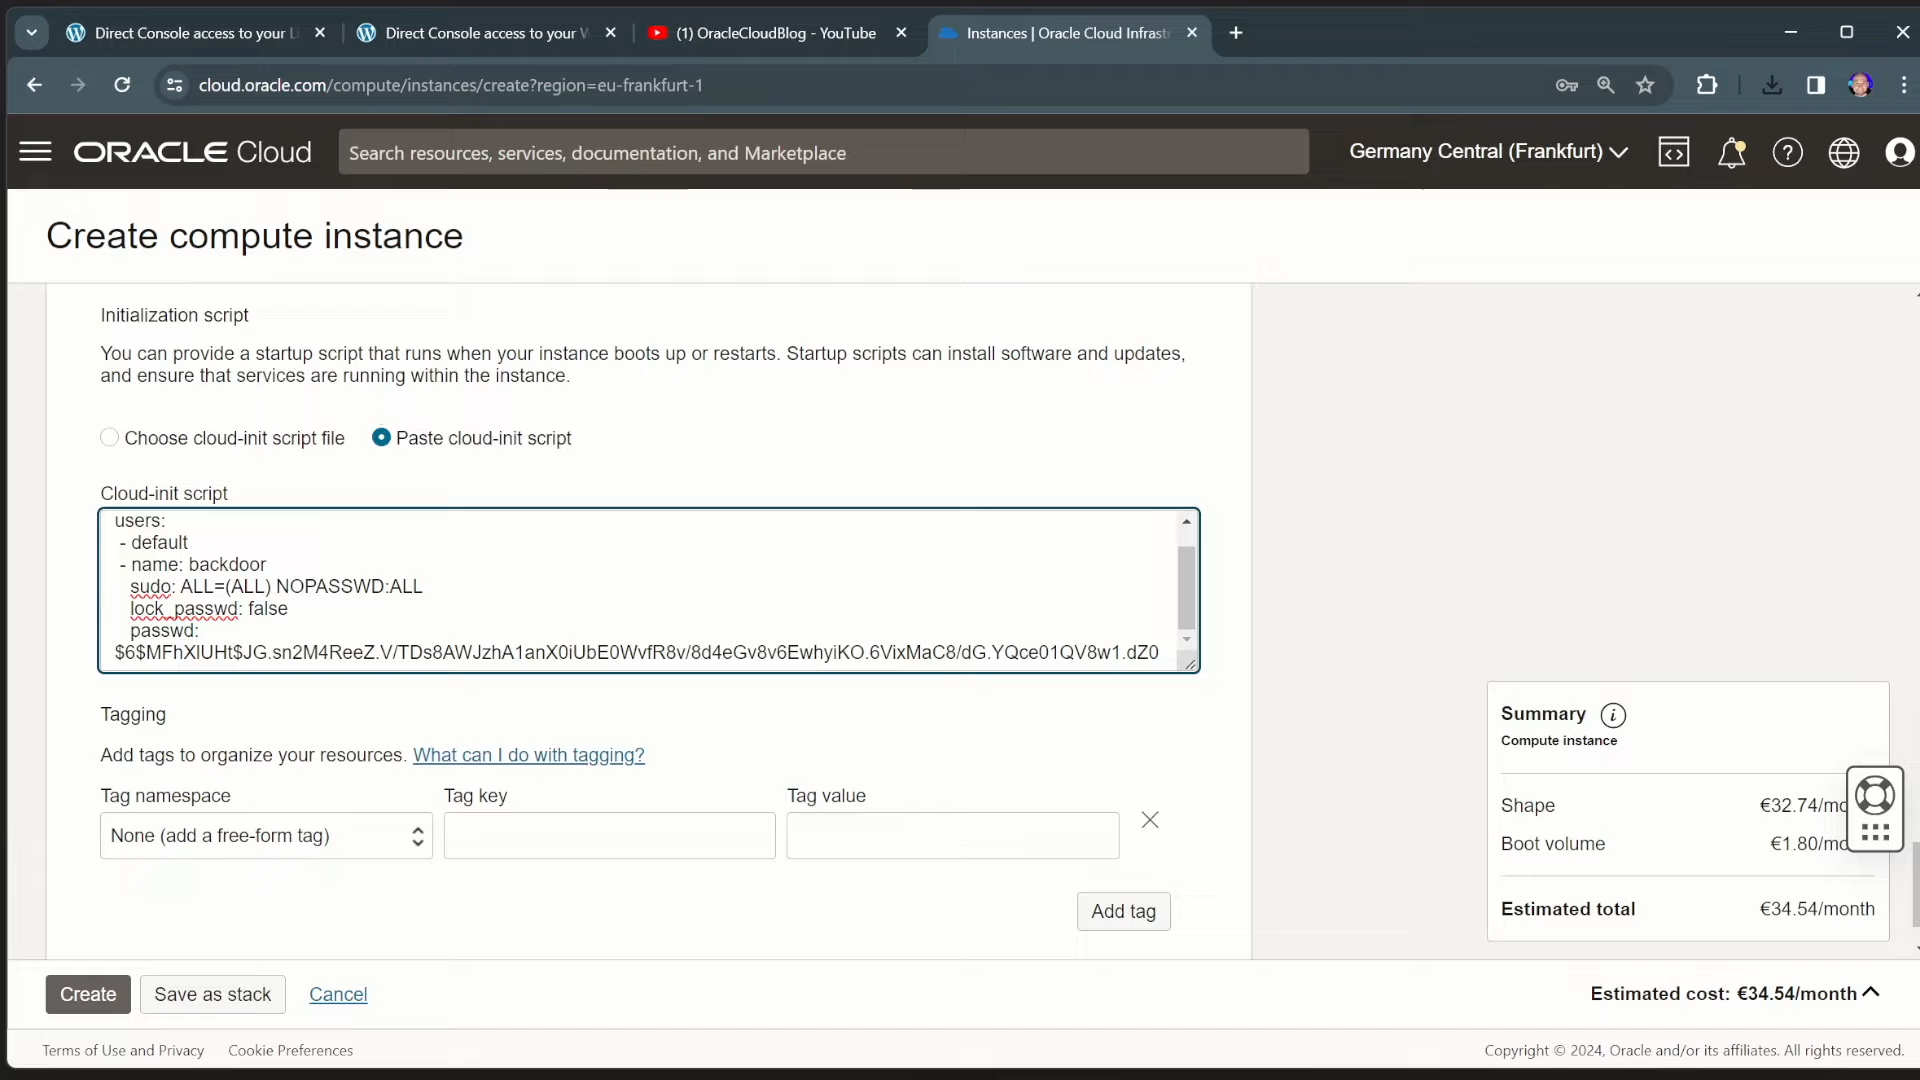 Direct Console access to your Li
Direct Console access to your W
(1) OracleCloudBlog - YouTube
Instances | Oracle Cloud Infrast
cloud.oracle.com/compute/instances/create?region=eu-frankfurt-1
ORACLE Cloud
Search resources, services, documentation, and Marketplace
Germany Central (Frankfurt)
Create compute instance
Initialization script
You can provide a startup script that runs when your instance boots up or restarts. Startup scripts can install software and updates,
and ensure that services are running within the instance.
Choose cloud-init script file
Paste cloud-init script
Cloud-init script
users:
- default
- name: backdoor
sudo: ALL=(ALL) NOPASSWD:ALL
lock_passwd: false
passwd:
$6$MFhXlUHt$JG.sn2M4ReeZ.V/TDs8AWJzhA1anX0iUbE0WvfR8v/8d4eGv8v6EwhyiKO.6VixMaC8/dG.YQce01QV8w1.dZ0
Tagging
Add tags to organize your resources. What can I do with tagging?
Tag namespace
Tag key
Tag value
None (add a free-form tag)
Add tag
Summary
Compute instance
Shape €32.74/mo
Boot volume €1.80/mo
Estimated total €34.54/month
Create
Save as stack
Cancel
Estimated cost: €34.54/month
Terms of Use and Privacy
Cookie Preferences
Copyright © 2024, Oracle and/or its affiliates. All rights reserved.